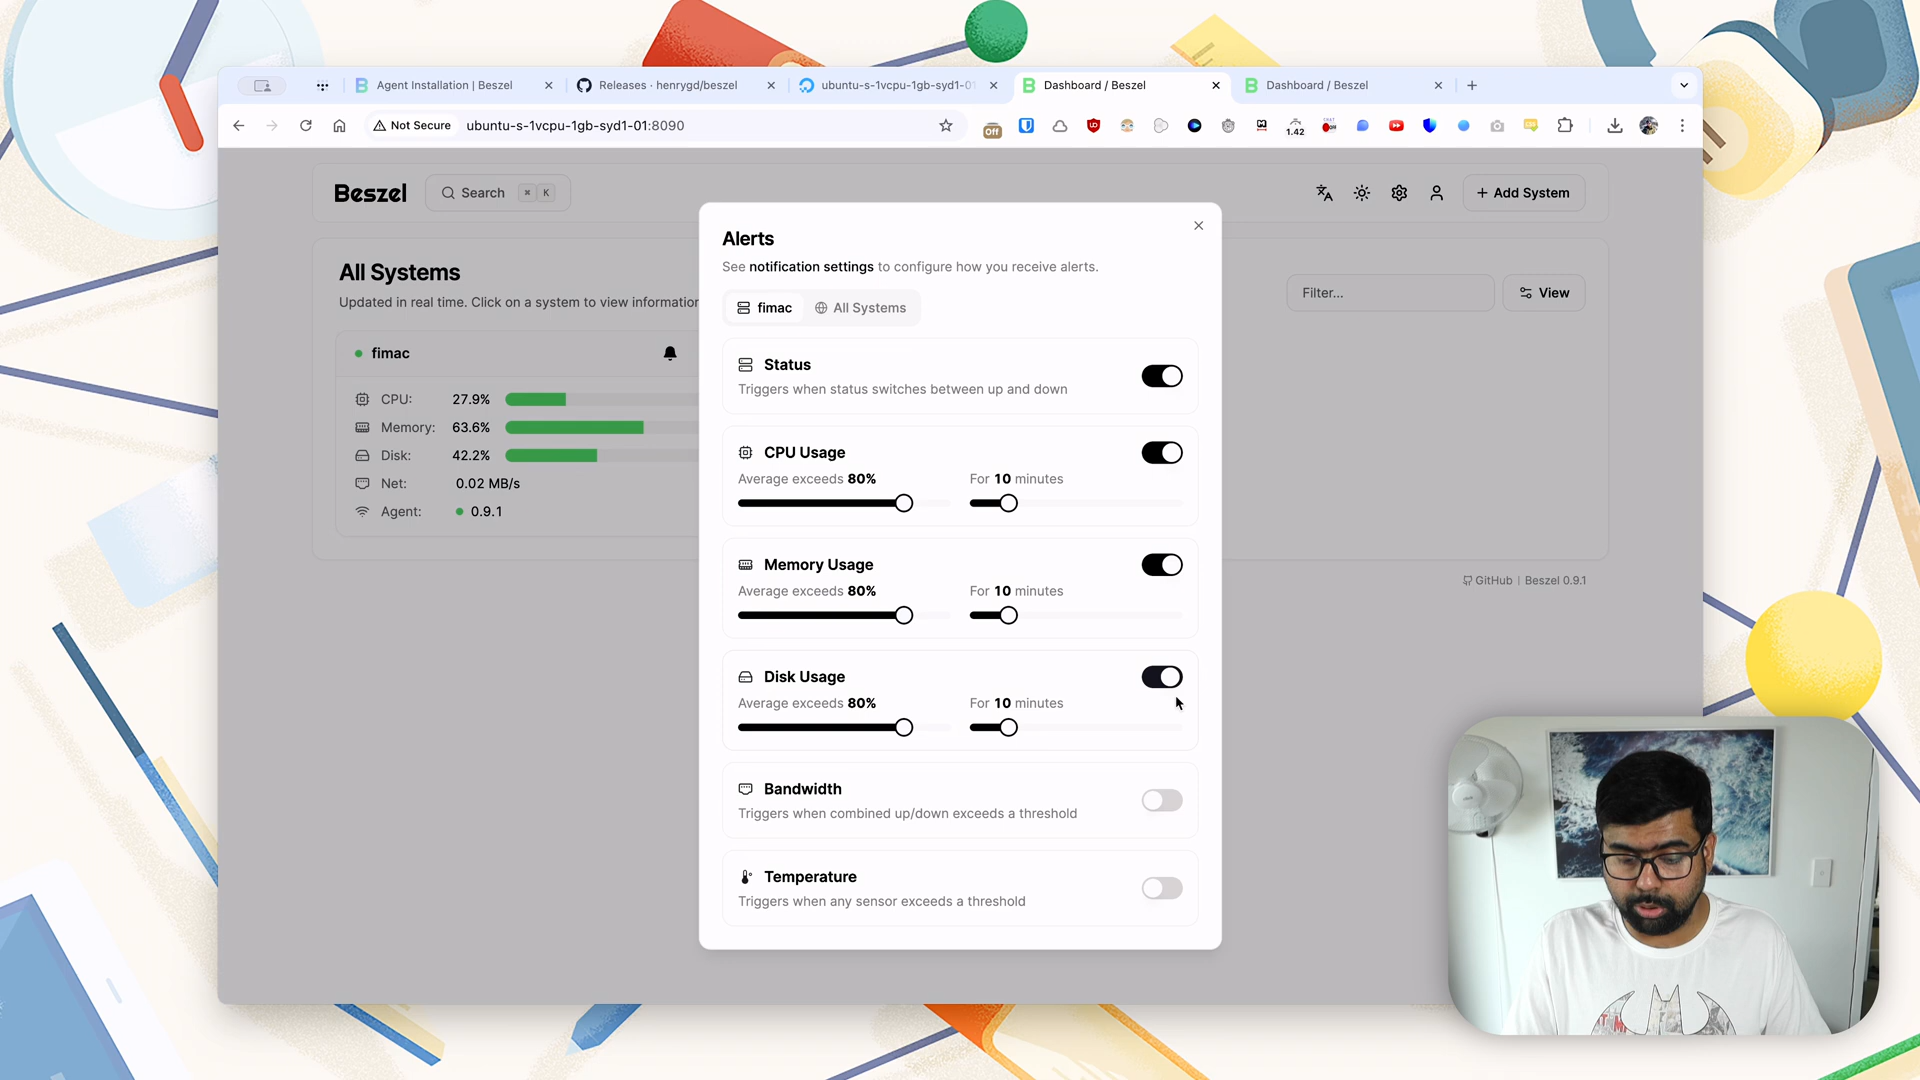 Agent Installation | Beszel
Releases · henrygd/beszel
ubuntu-s-1vcpu-1gb-syd1-01
Dashboard / Beszel
Dashboard / Beszel
Not Secure
ubuntu-s-1vcpu-1gb-syd1-01:8090
Off
1.42
Beszel
Search
K
Add System
All Systems
Updated in real time. Click on a system to view information
Filter...
View
fimac
CPU: 27.9%
Memory: 63.6%
Disk: 42.2%
Net: 0.02 MB/s
Agent: 0.9.1
Alerts
See notification settings to configure how you receive alerts.
fimac
All Systems
Status
Triggers when status switches between up and down
CPU Usage
Average exceeds 80%
For 10 minutes
Memory Usage
Average exceeds 80%
For 10 minutes
Disk Usage
Average exceeds 80%
For 10 minutes
Bandwidth
Triggers when combined up/down exceeds a threshold
Temperature
Triggers when any sensor exceeds a threshold
GitHub | Beszel 0.9.1